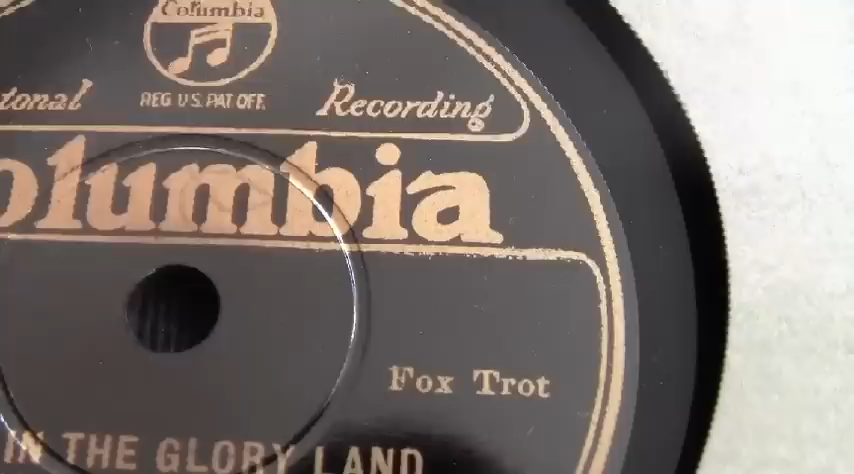 Columbia
tonal Recording
REG. U.S. PAT. OFF.
olumbia
Fox Trot
IN THE GLORY LAND